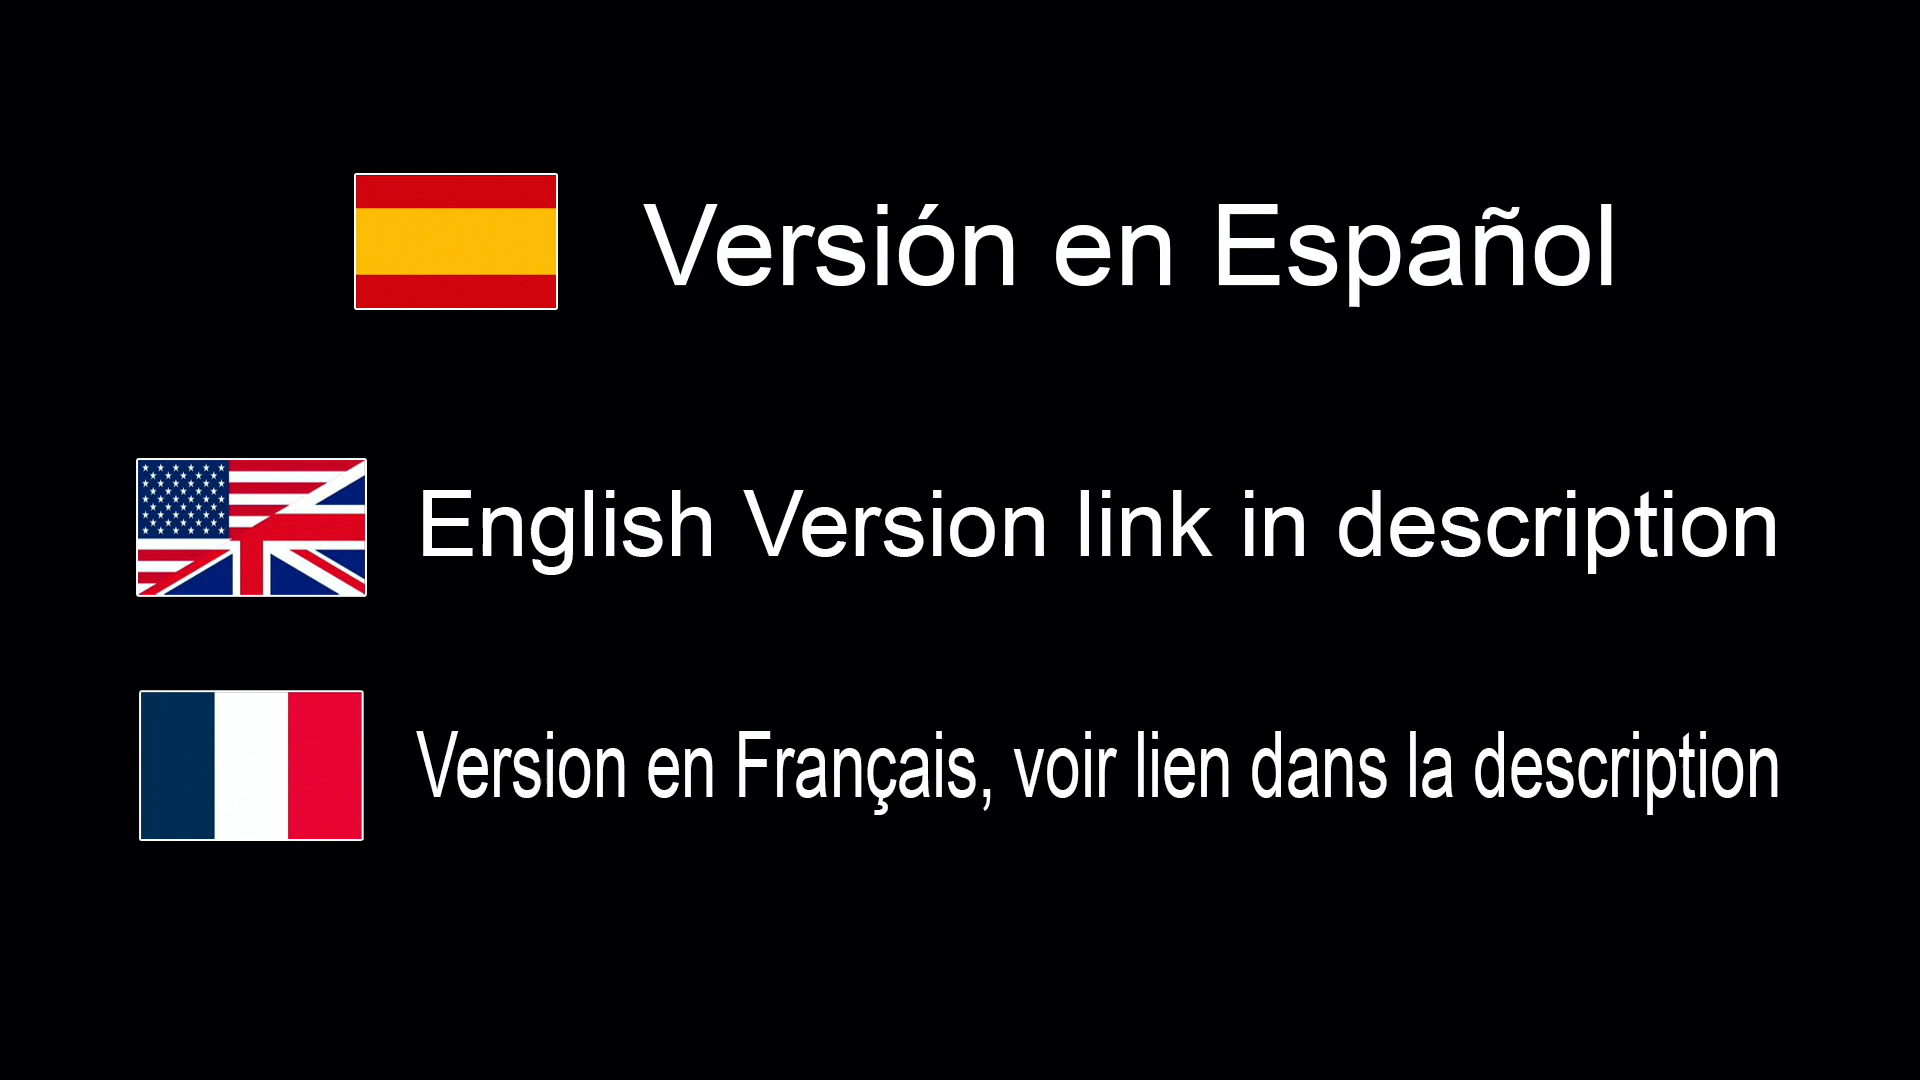 Versión en Español
English Version link in description
Version en Français, voir lien dans la description